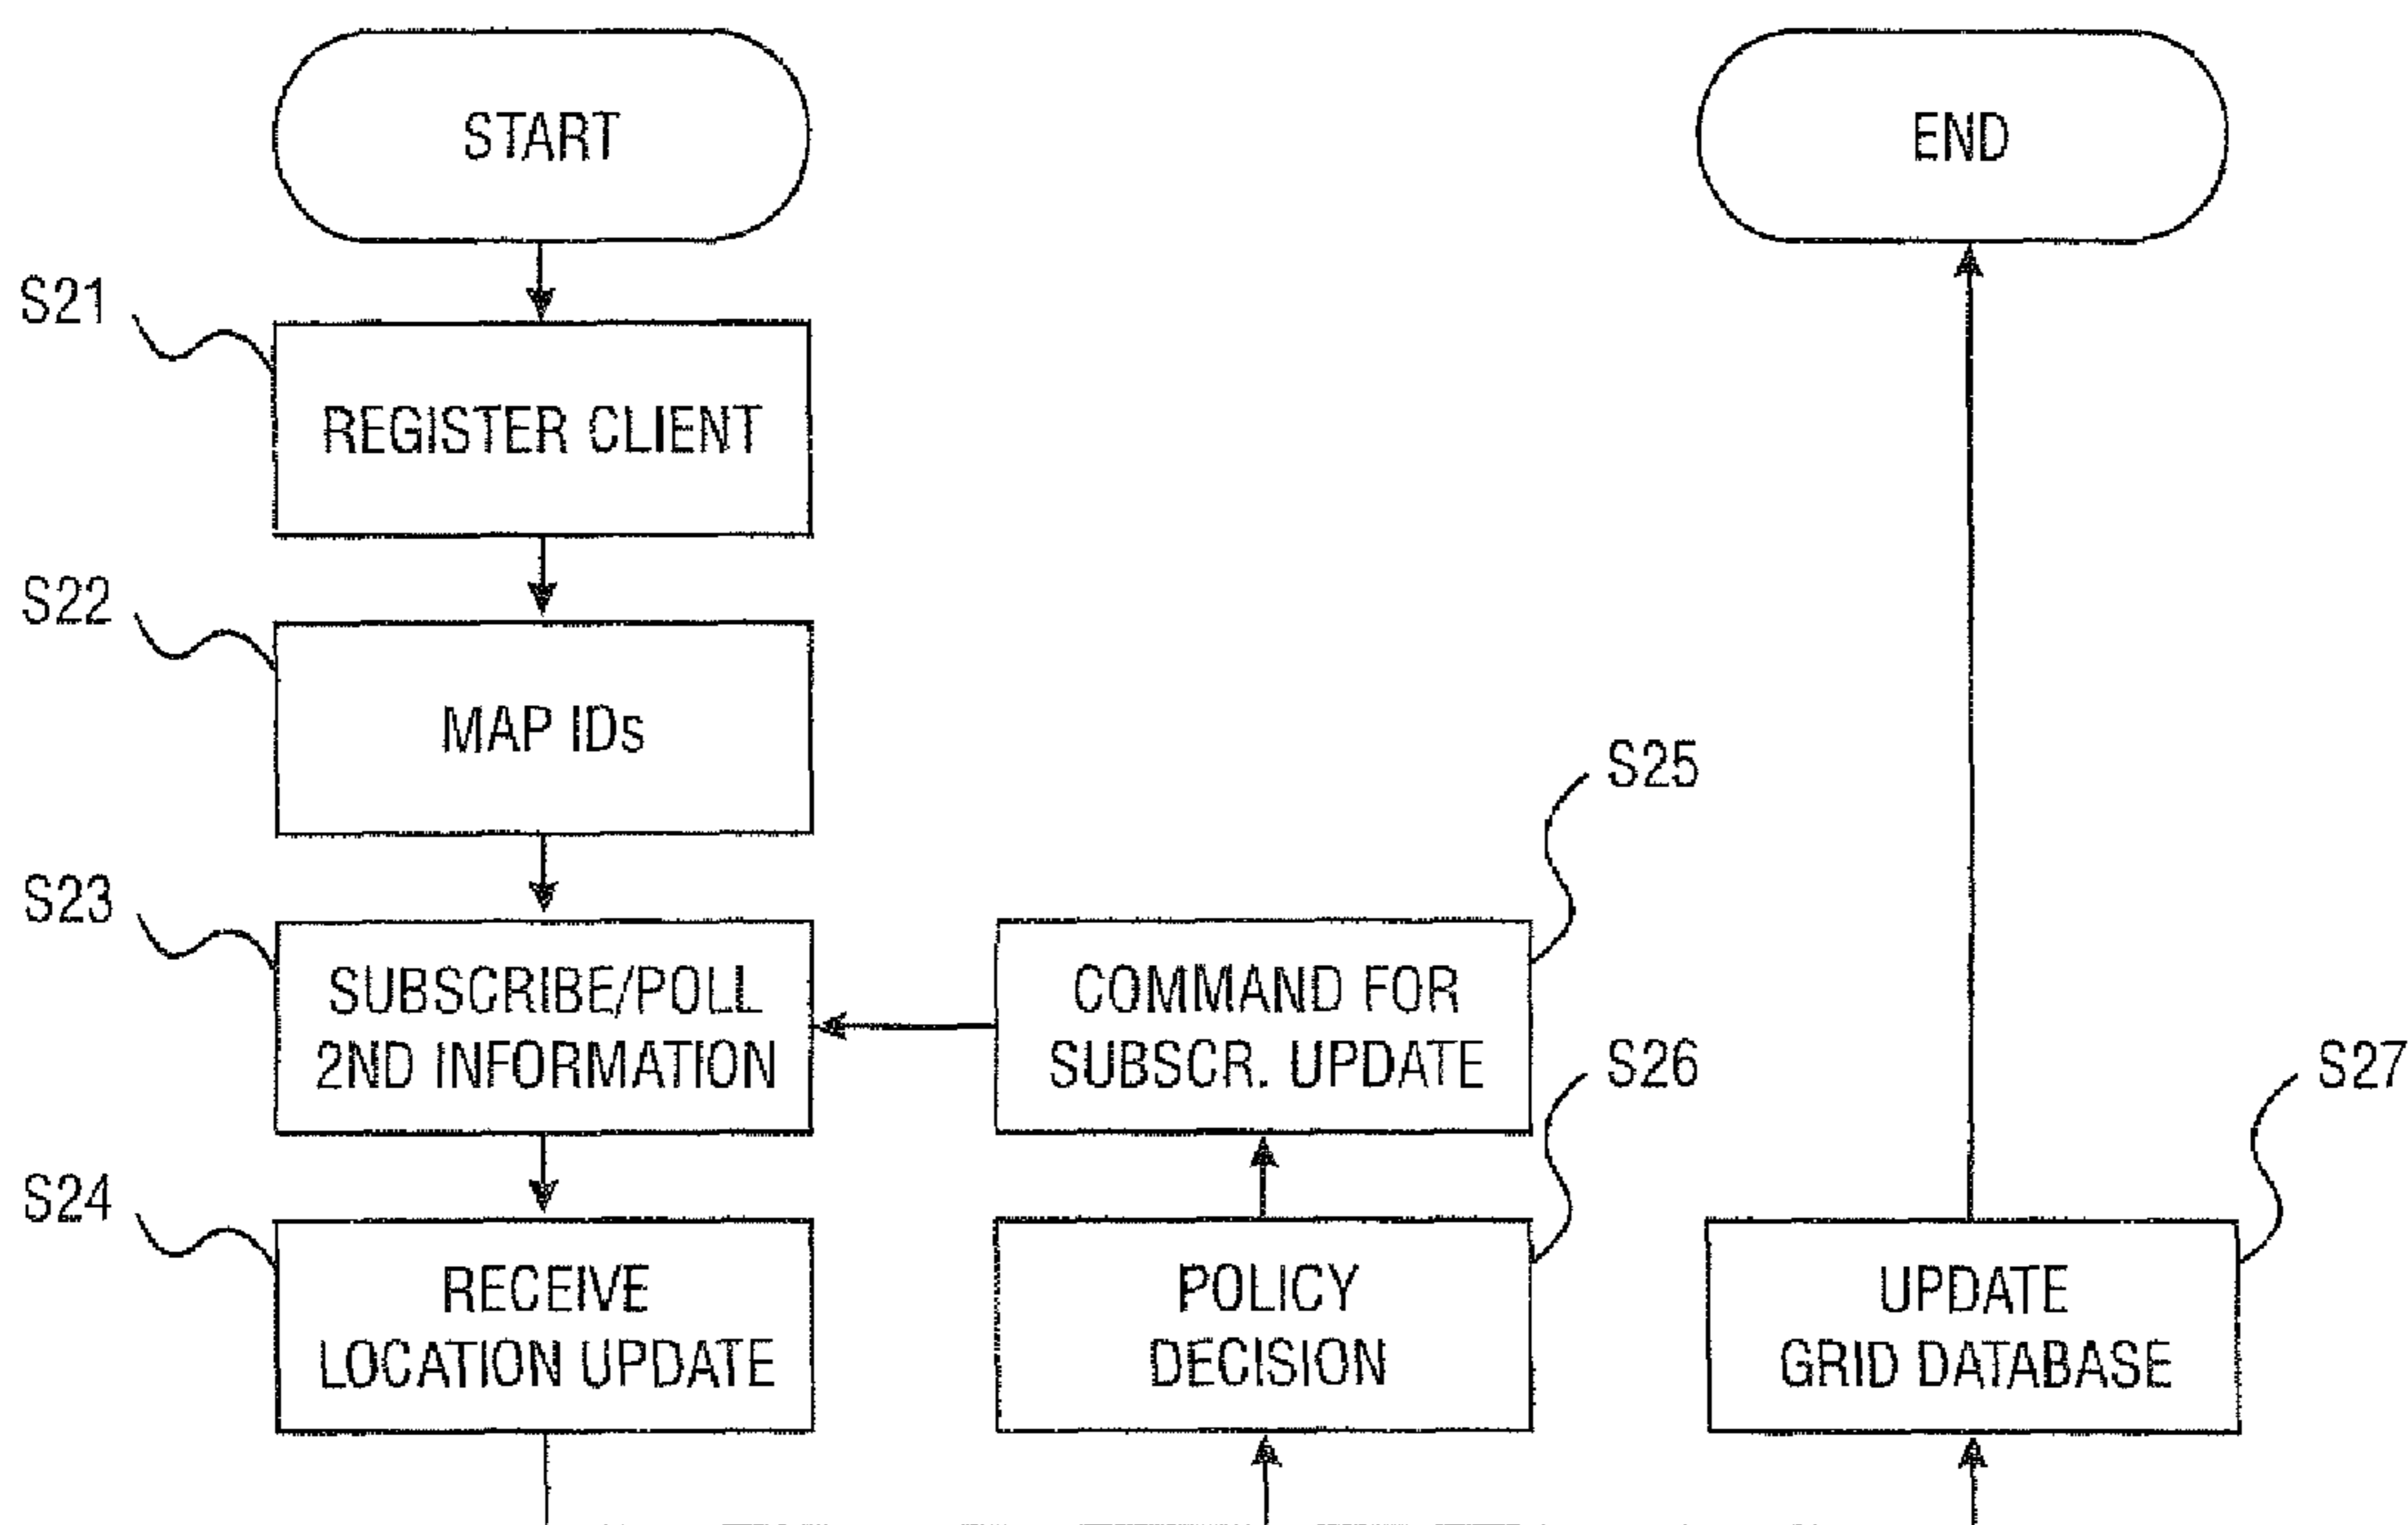 START
END
S21
REGISTER CLIENT
S22
MAP IDs
S25
S23
SUBSCRIBE/POLL
2ND INFORMATION
COMMAND FOR
SUBSCR. UPDATE
S26
S27
S24
RECEIVE
LOCATION UPDATE
POLICY
DECISION
UPDATE
GRID DATABASE